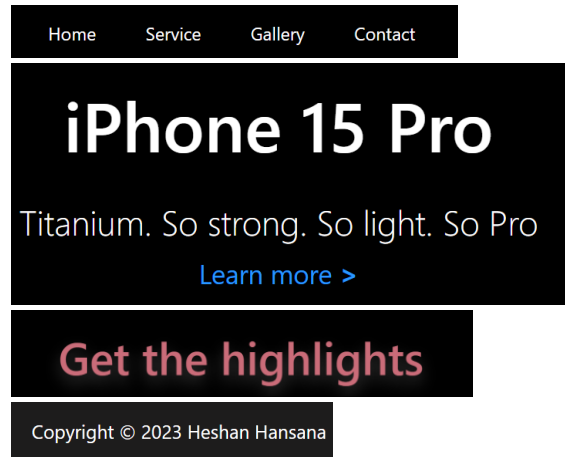 Home Service Gallery Contact
iPhone 15 Pro
Titanium. So strong. So light. So Pro
Learn more >
Get the highlights
Copyright © 2023 Heshan Hansana